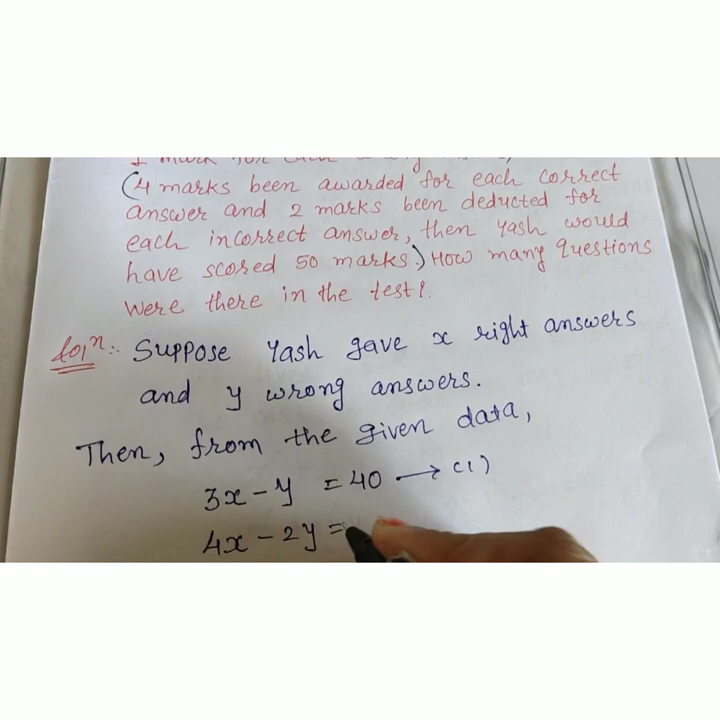 (4 marks been awarded for each correct
answer and 2 marks been deducted for
each incorrect answer, then Yash would
have scored 50 marks.) How many questions
were there in the test?
Solⁿ:- Suppose Yash gave x right answers
and y wrong answers.
Then, from the given data,
3x - y = 40 → (1)
4x - 2y =